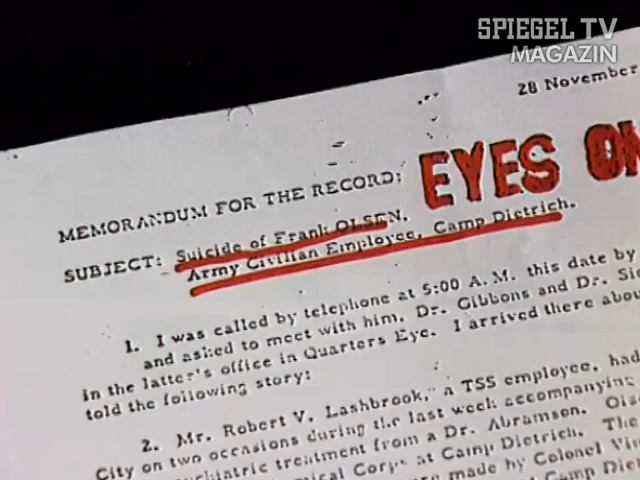 SPIEGEL TV
MAGAZIN
28 November
EYES ON
MEMORANDUM FOR THE RECORD:
SUBJECT: Suicide of Frank OLSEN,
Army Civilian Employee, Camp Dietrich.
1. I was called by telephone at 5:00 A.M. this date by
and asked to meet with him, Dr. Gibbons and Dr. Si
in the latter's office in Quarters Eye. I arrived there abou
told the following story:
2. Mr. Robert V. Lashbrook, a TSS employee, had
City on two occasions during the last week accompanying
psychiatric treatment from a Dr. Abramson. Ols
ical Corps at Camp Dietrich. The
made by Colonel Vi
Camp Die